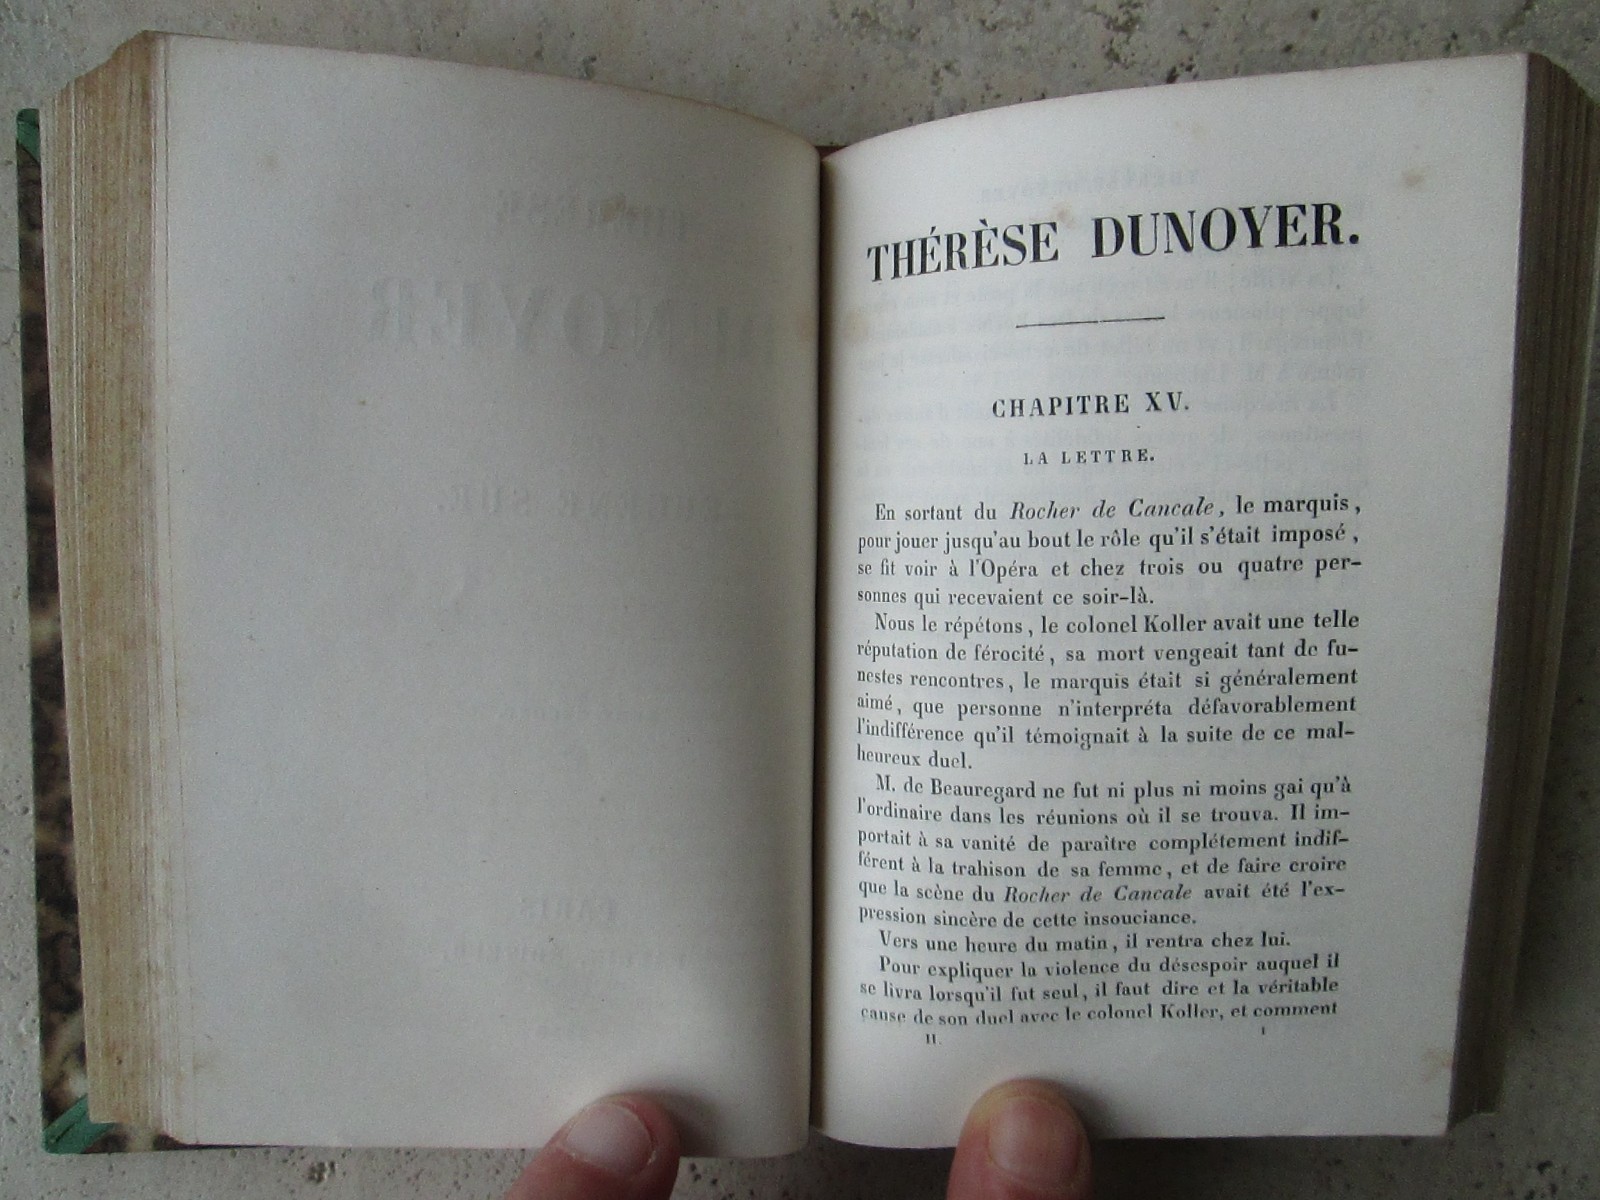 THÉRÈSE DUNOYER.
CHAPITRE XV.
LA LETTRE.
En sortant du Rocher de Cancale, le marquis,
pour jouer jusqu'au bout le rôle qu'il s'était imposé,
se fit voir à l'Opéra et chez trois ou quatre per-
sonnes qui recevaient ce soir-là.
Nous le répétons, le colonel Koller avait une telle
réputation de férocité, sa mort vengeait tant de fu-
nestes rencontres, le marquis était si généralement
aimé, que personne n'interpréta défavorablement
l'indifférence qu'il témoignait à la suite de ce mal-
heureux duel.
M. de Beauregard ne fut ni plus ni moins gai qu'à
l'ordinaire dans les réunions où il se trouva. Il im-
portait à sa vanité de paraître complétement indif-
férent à la trahison de sa femme, et de faire croire
que la scène du Rocher de Cancale avait été l'ex-
pression sincère de cette insouciance.
Vers une heure du matin, il rentra chez lui.
Pour expliquer la violence du désespoir auquel il
se livra lorsqu'il fut seul, il faut dire et la véritable
cause de son duel avec le colonel Koller, et comment
II. 1